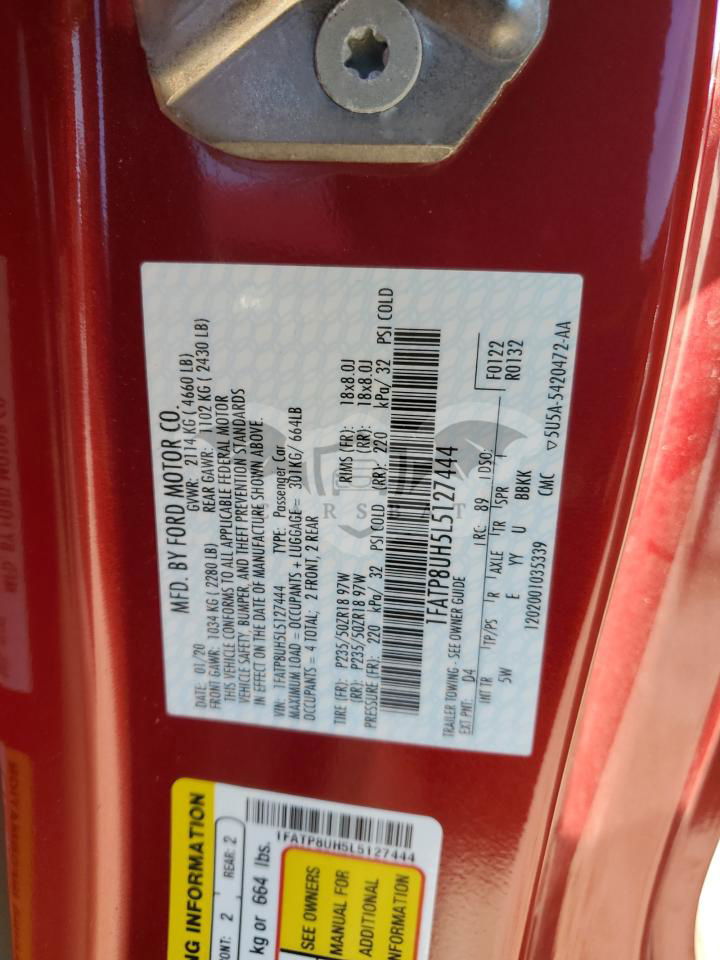 MFD. BY FORD MOTOR CO.
DATE: 01/20 GVWR: 2114 KG ( 4660 LB)
FRONT GAWR: 1034 KG ( 2280 LB) REAR GAWR: 1102 KG ( 2430 LB)
THIS VEHICLE CONFORMS TO ALL APPLICABLE FEDERAL MOTOR
VEHICLE SAFETY, BUMPER, AND THEFT PREVENTION STANDARDS
IN EFFECT ON THE DATE OF MANUFACTURE SHOWN ABOVE.
VIN: 1FATP8UH5L5127444 TYPE: Passenger Car
MAXIMUM LOAD = OCCUPANTS + LUGGAGE = 301KG/ 664LB
OCCUPANTS = 4 TOTAL; 2 FRONT, 2 REAR
TIRE (FR): P235/50ZR18 97W RIMS (FR): 18x8.0J
(RR): P235/50ZR18 97W (RR): 18x8.0J
PRESSURE (FR): 220 kPa/ 32 PSI COLD (RR): 220 kPa/ 32 PSI COLD
1FATP8UH5L5127444
TRAILER TOWING - SEE OWNER GUIDE
EXT PNT: D4 RC: 89 DSO: F0122
R0132
INT TR TP/PS R AXLE TR SPR
5W E YY U BBKK
1202001035339 CMC ▽5U5A-5420472-AA
NG INFORMATION
ONT: 2 REAR: 2
kg or 664 lbs.
1FATP8UH5L5127444
SEE OWNERS
MANUAL FOR
ADDITIONAL
NFORMATION